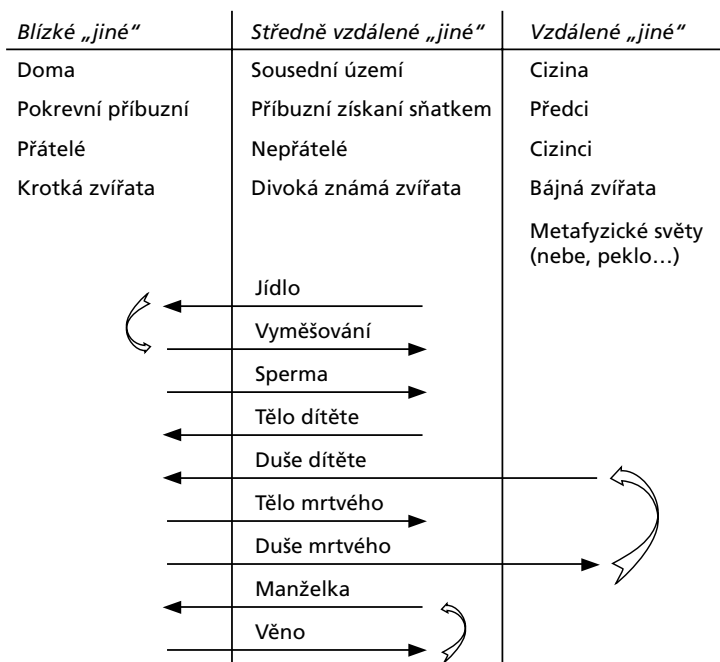 Blízké „jiné“ Středně vzdálené „jiné“ Vzdálené „jiné“
Doma Sousední území Cizina
Pokrevní příbuzní Příbuzní získaní sňatkem Předci
Přátelé Nepřátelé Cizinci
Krotká zvířata Divoká známá zvířata Bájná zvířata
Metafyzické světy
(nebe, peklo…)
Jídlo
Vyměšování
Sperma
Tělo dítěte
Duše dítěte
Tělo mrtvého
Duše mrtvého
Manželka
Věno